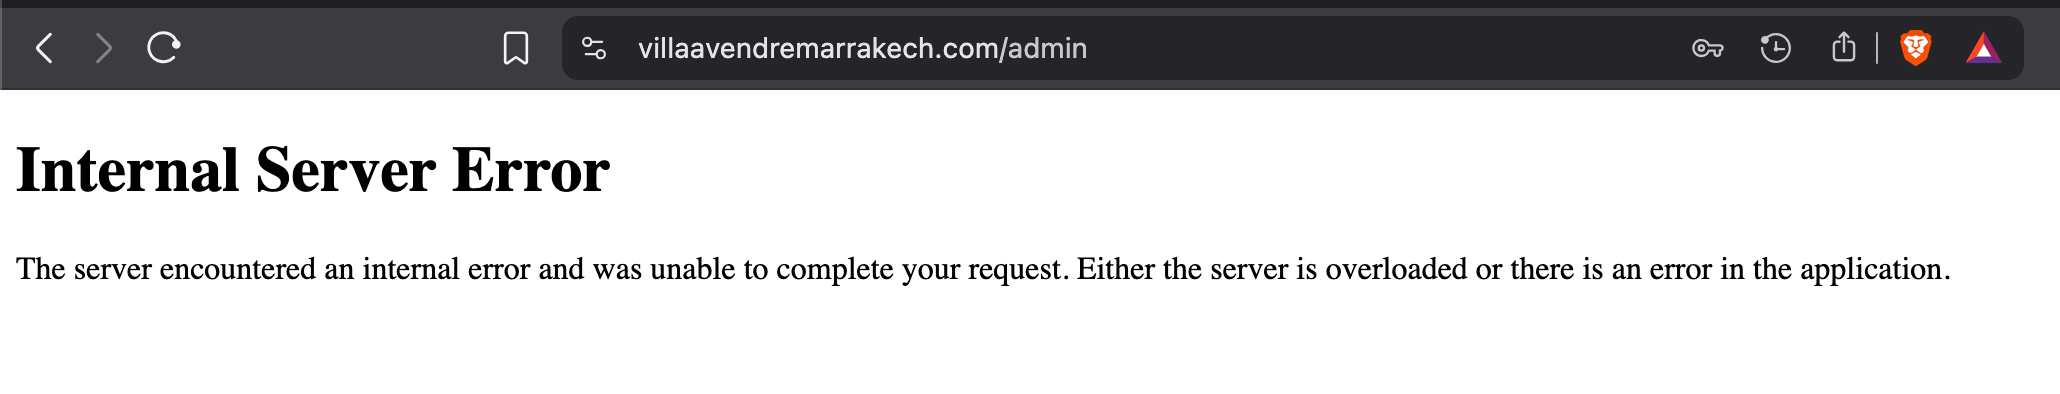 villaavendremarrakech.com/admin
Internal Server Error
The server encountered an internal error and was unable to complete your request. Either the server is overloaded or there is an error in the application.